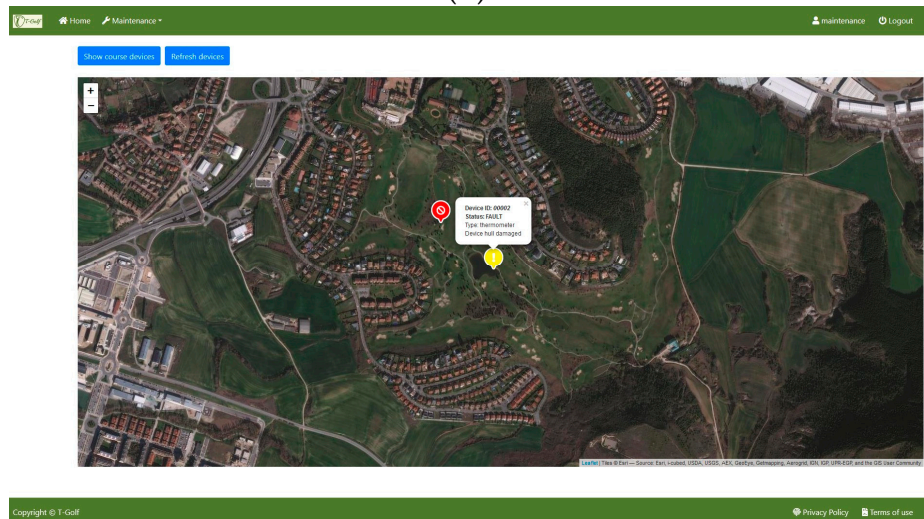 T-Golf
Home
Maintenance
maintenance
Logout
Show course devices
Refresh devices
+
−
×
Device ID: 00002
Status: FAULT
Type: thermometer
Device hull damaged
Leaflet | Tiles © Esri — Source: Esri, i-cubed, USDA, USGS, AEX, GeoEye, Getmapping, Aerogrid, IGN, IGP, UPR-EGP, and the GIS User Community
Copyright © T-Golf
Privacy Policy
Terms of use